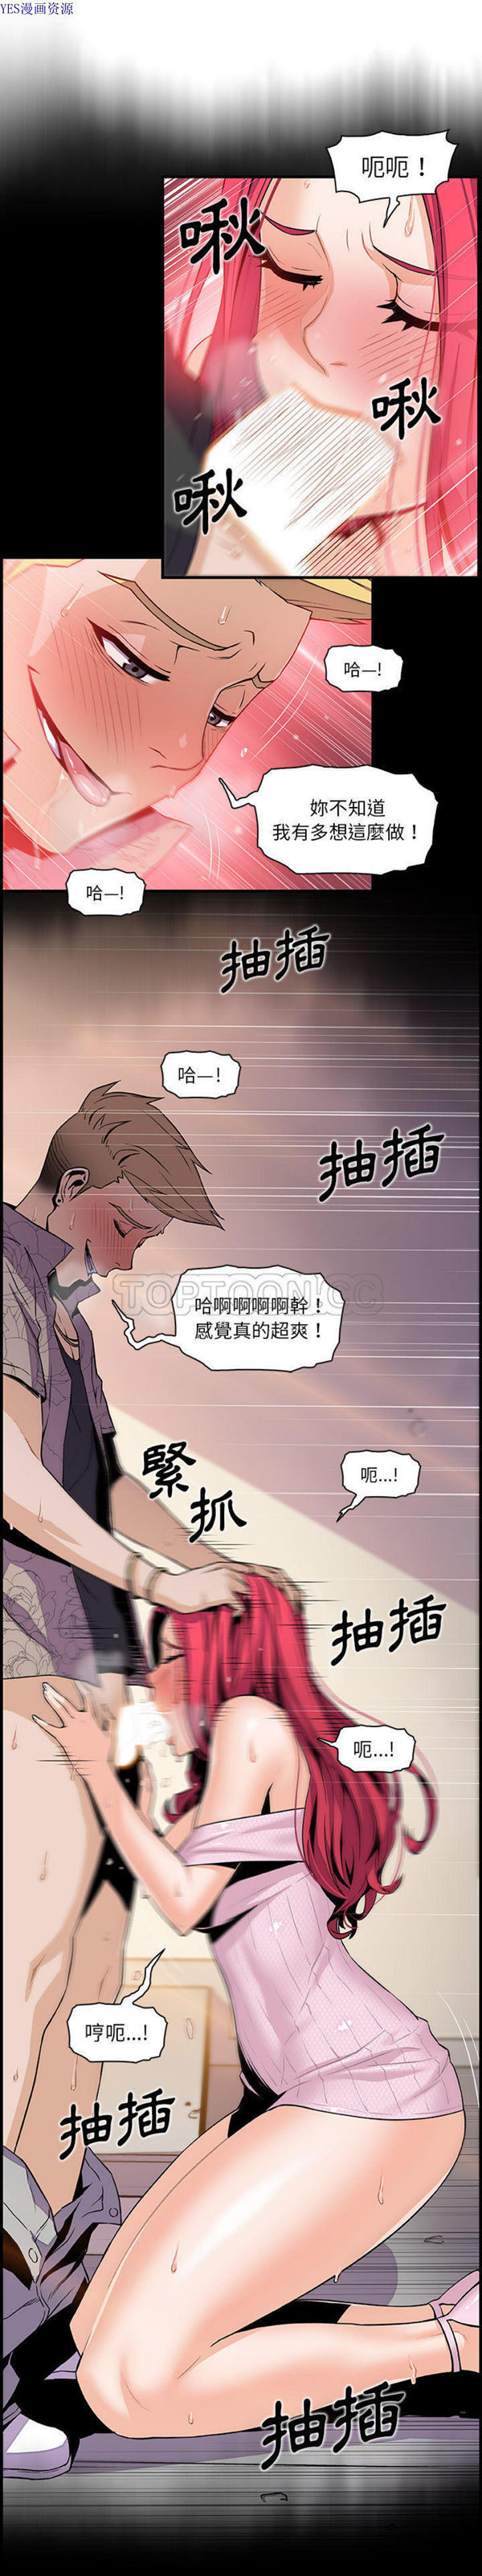 YES漫画资源
呃呃！
啾
啾
啾
哈—!
妳不知道
我有多想這麼做！
哈—!
抽插
哈—!
抽插
TOPTOON.CC
哈啊啊啊啊幹！
感覺真的超爽！
緊抓
呃...!
抽插
呃...!
哼呃...!
抽插
抽插